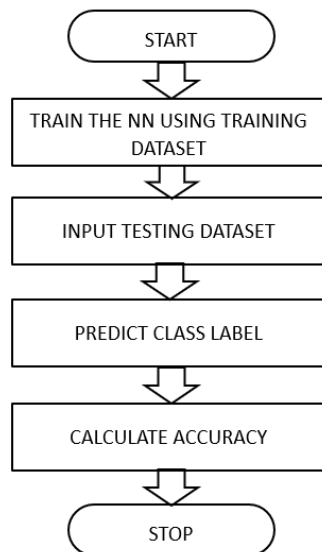 START
TRAIN THE NN USING TRAINING
DATASET
INPUT TESTING DATASET
PREDICT CLASS LABEL
CALCULATE ACCURACY
STOP